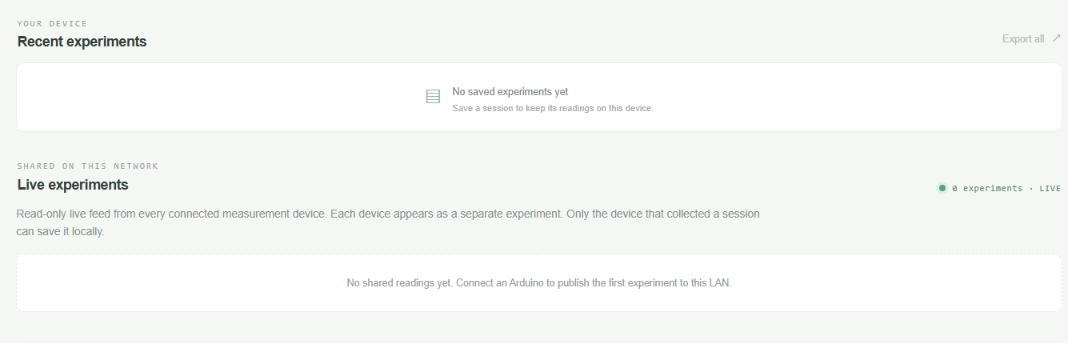 YOUR DEVICE
Recent experiments
Export all ↗
No saved experiments yet
Save a session to keep its readings on this device.
SHARED ON THIS NETWORK
Live experiments
0 experiments · LIVE
Read-only live feed from every connected measurement device. Each device appears as a separate experiment. Only the device that collected a session
can save it locally.
No shared readings yet. Connect an Arduino to publish the first experiment to this LAN.